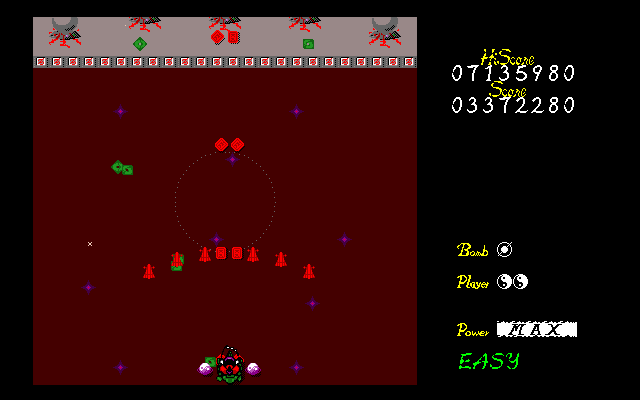 HiScore
07135980
Score
03372280
Bomb
Player
Power MAX
EASY